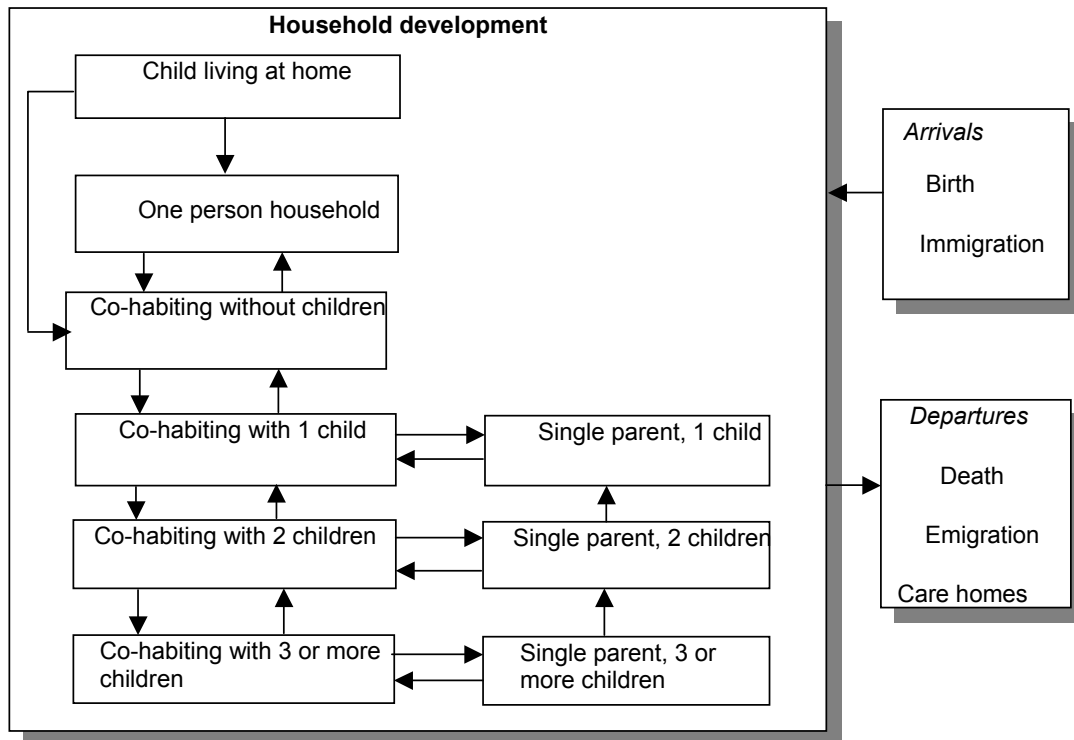 Household development
Child living at home
One person household
Co-habiting without children
Co-habiting with 1 child
Single parent, 1 child
Co-habiting with 2 children
Single parent, 2 children
Co-habiting with 3 or more
children
Single parent, 3 or
more children
Arrivals
Birth
Immigration
Departures
Death
Emigration
Care homes